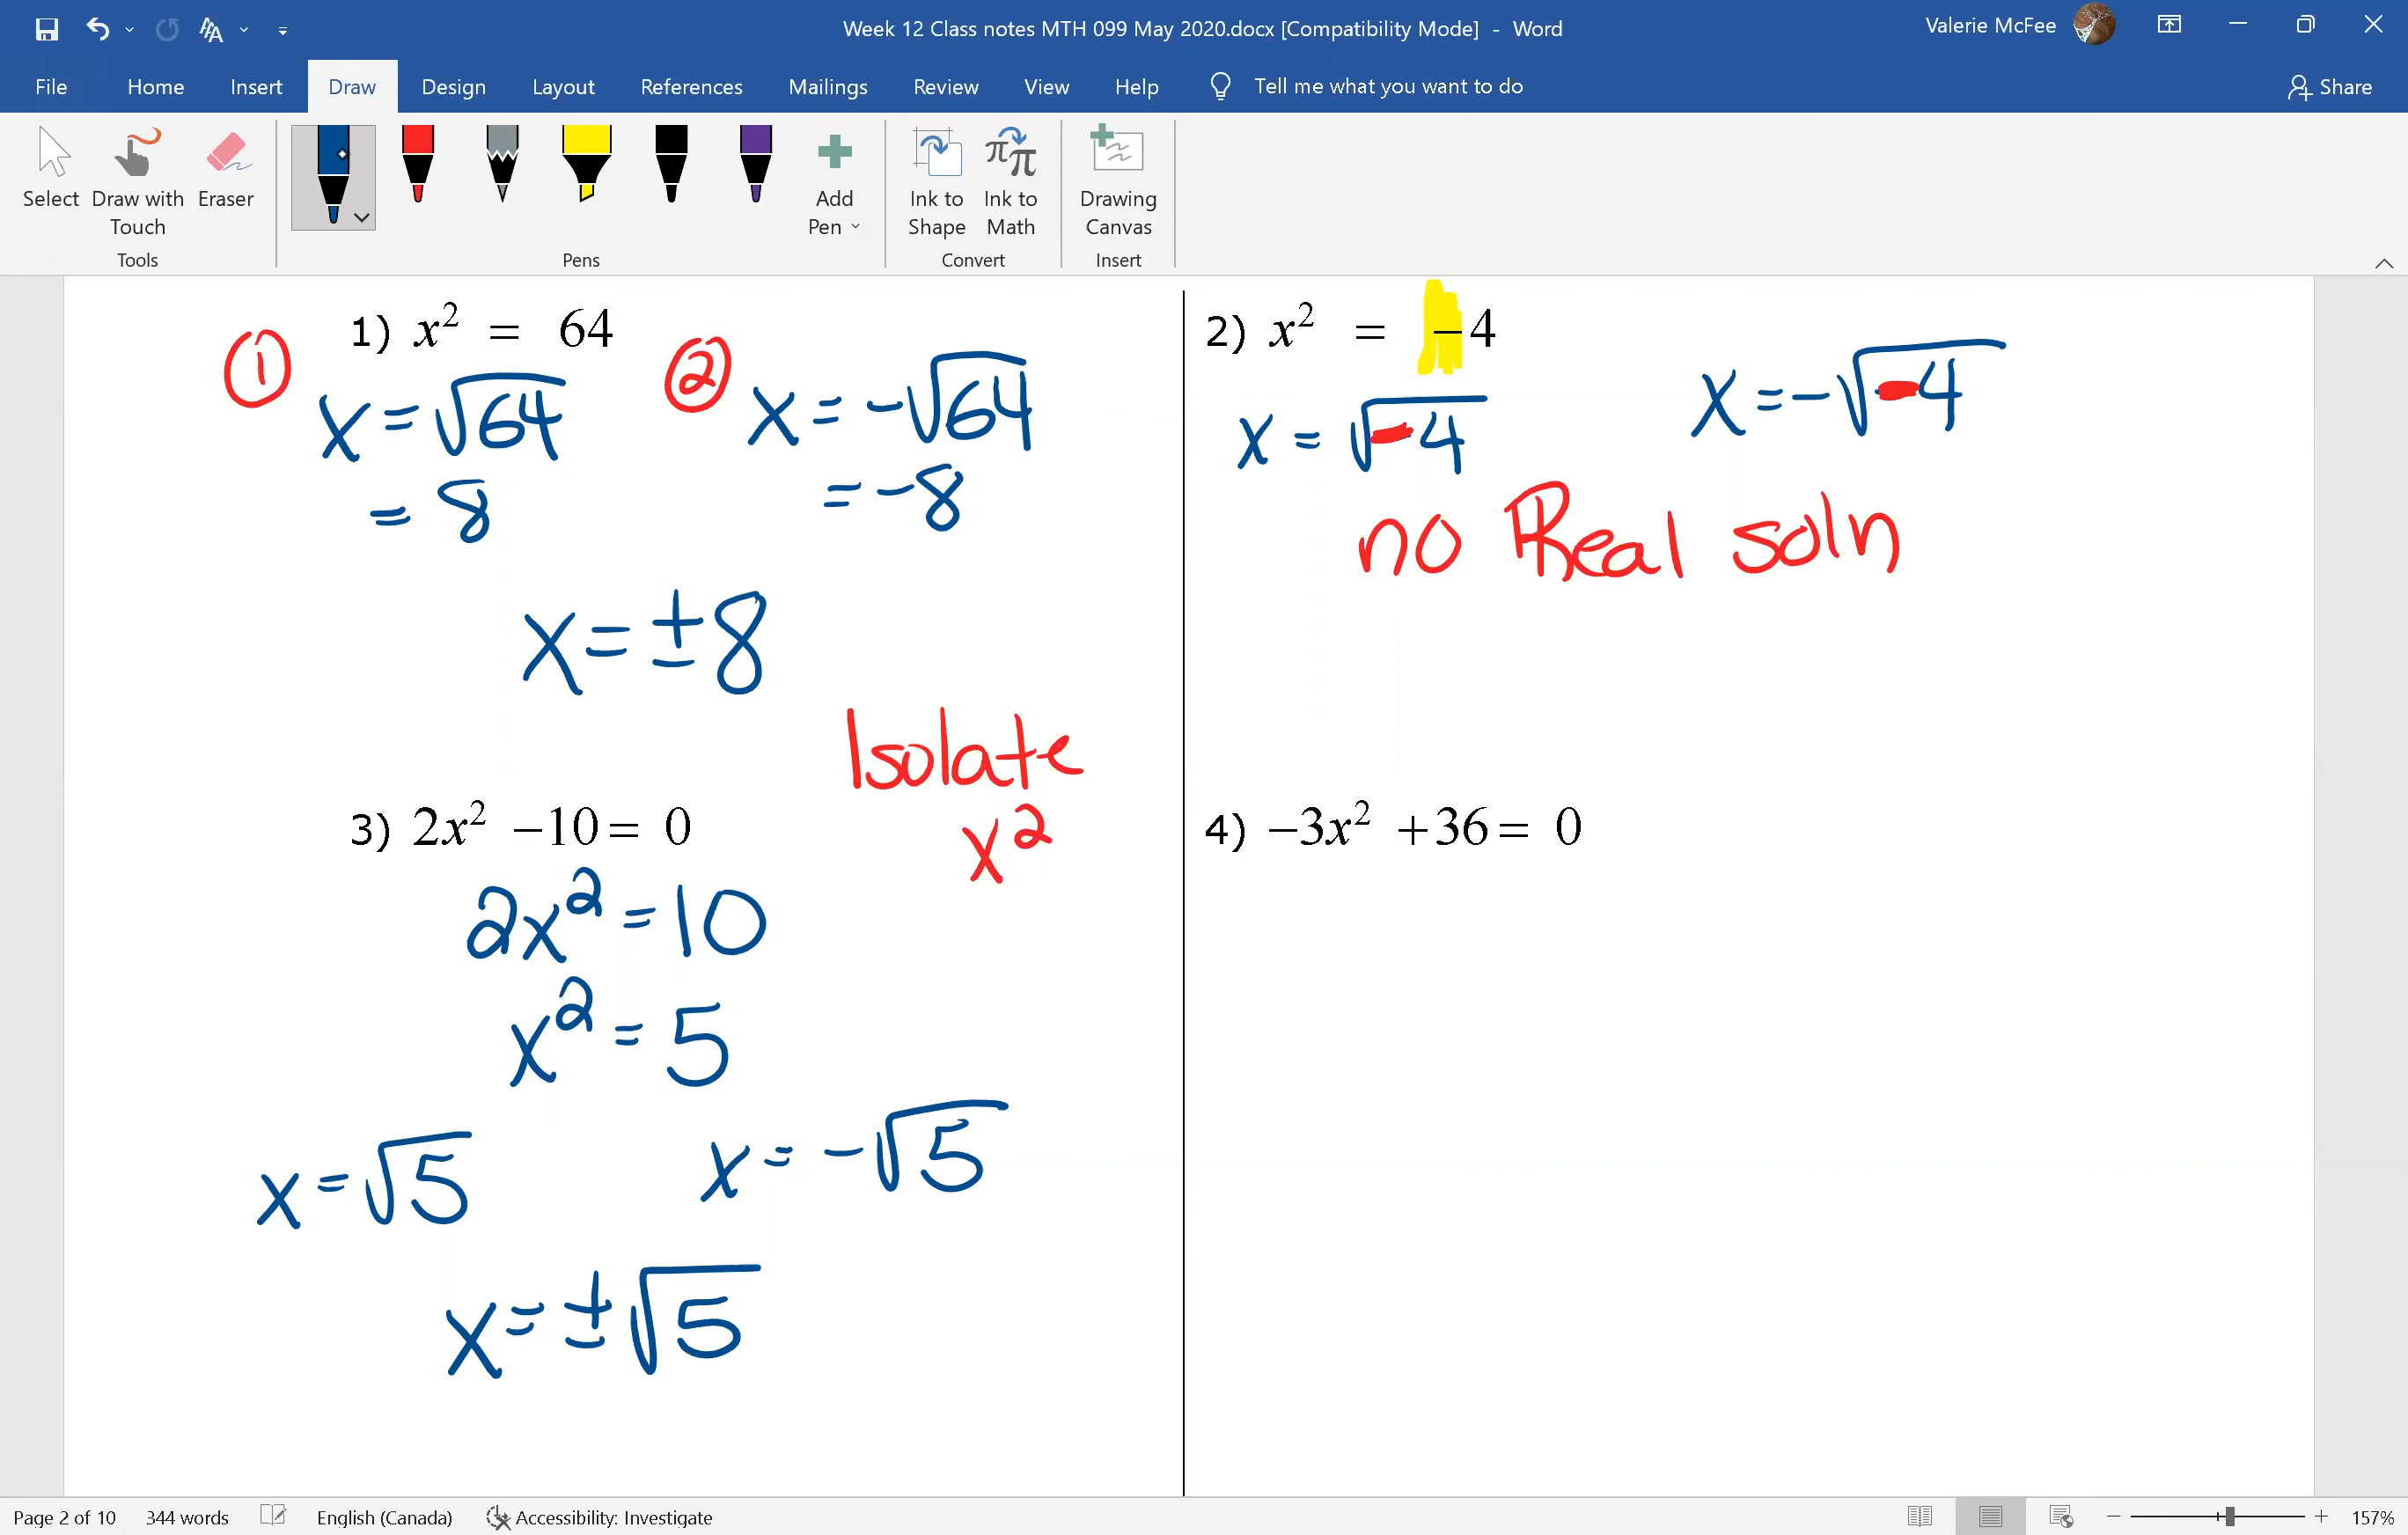 Week 12 Class notes MTH 099 May 2020.docx [Compatibility Mode] - Word
Valerie McFee
File Home Insert Draw Design Layout References Mailings Review View Help Tell me what you want to do Share
Select Draw with Touch Eraser
Add Pen
Ink to Shape Ink to Math
Drawing Canvas
Tools Pens Convert Insert
1) x² = 64
① x = √64
= 8
② x = -√64
= -8
x = ±8
2) x² = -4
x = √-4
x = -√-4
no Real soln
Isolate
x²
3) 2x² -10 = 0
2x² = 10
x² = 5
x = √5
x = -√5
x = ±√5
4) -3x² +36 = 0
Page 2 of 10 344 words English (Canada) Accessibility: Investigate 157%